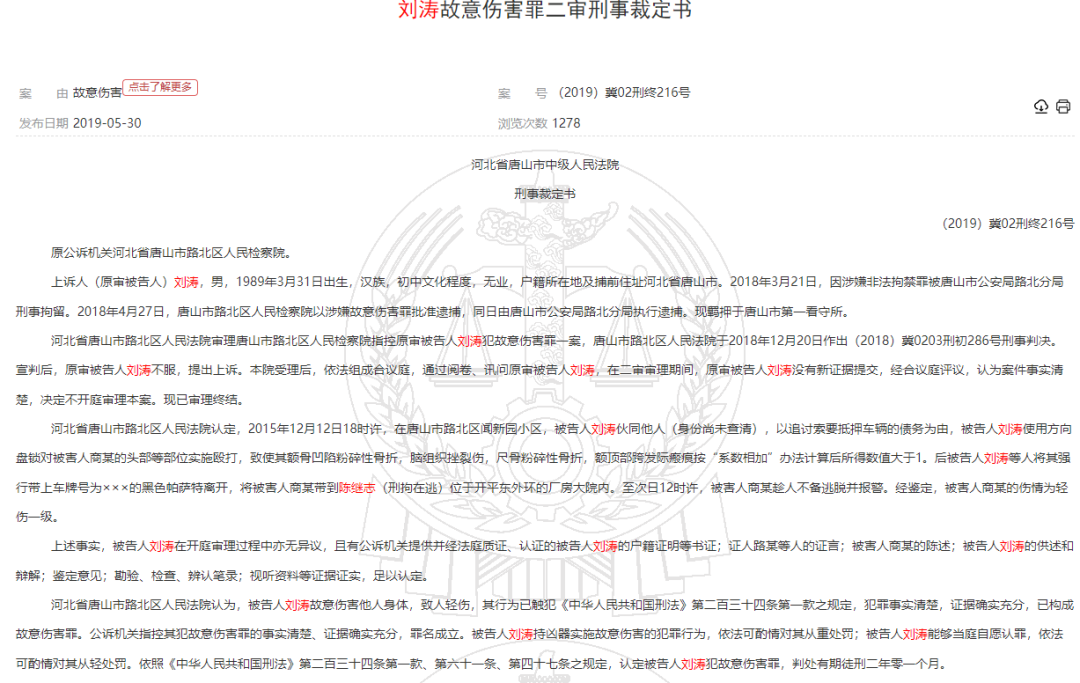 刘涛故意伤害罪二审刑事裁定书
案 由 故意伤害 点击了解更多
案 号 （2019）冀02刑终216号
发布日期 2019-05-30
浏览次数 1278
河北省唐山市中级人民法院
刑事裁定书
（2019）冀02刑终216号
原公诉机关河北省唐山市路北区人民检察院。
上诉人（原审被告人）刘涛，男，1989年3月31日出生，汉族，初中文化程度，无业，户籍所在地及捕前住址河北省唐山市。2018年3月21日，因涉嫌非法拘禁罪被唐山市公安局路北分局
刑事拘留。2018年4月27日，唐山市路北区人民检察院以涉嫌故意伤害罪批准逮捕，同日由唐山市公安局路北分局执行逮捕。现羁押于唐山市第一看守所。
河北省唐山市路北区人民法院审理唐山市路北区人民检察院指控原审被告人刘涛犯故意伤害罪一案，唐山市路北区人民法院于2018年12月20日作出（2018）冀0203刑初286号刑事判决。
宣判后，原审被告人刘涛不服，提出上诉。本院受理后，依法组成合议庭，通过阅卷、讯问原审被告人刘涛，在二审审理期间，原审被告人刘涛没有新证据提交，经合议庭评议，认为案件事实清
楚，决定不开庭审理本案。现已审理终结。
河北省唐山市路北区人民法院认定，2015年12月12日18时许，在唐山市路北区闻新园小区，被告人刘涛伙同他人（身份尚未查清），以追讨索要抵押车辆的债务为由，被告人刘涛使用方向
盘锁对被害人商某的头部等部位实施殴打，致使其额骨凹陷粉碎性骨折，脑组织挫裂伤，尺骨粉碎性骨折，额顶部跨发际瘢痕按“系数相加”办法计算后所得数值大于1。后被告人刘涛等人将其强
行带上车牌号为×××的黑色帕萨特离开，将被害人商某带到陈继志（刑拘在逃）位于开平东外环的厂房大院内。至次日12时许，被害人商某趁人不备逃脱并报警。经鉴定，被害人商某的伤情为轻
伤一级。
上述事实，被告人刘涛在开庭审理过程中亦无异议，且有公诉机关提供并经法庭质证、认证的被告人刘涛的户籍证明等书证；证人路某等人的证言；被害人商某的陈述；被告人刘涛的供述和
辩解；鉴定意见；勘验、检查、辨认笔录；视听资料等证据证实，足以认定。
河北省唐山市路北区人民法院认为，被告人刘涛故意伤害他人身体，致人轻伤，其行为已触犯《中华人民共和国刑法》第二百三十四条第一款之规定，犯罪事实清楚，证据确实充分，已构成
故意伤害罪。公诉机关指控其犯故意伤害罪的事实清楚、证据确实充分，罪名成立。被告人刘涛持凶器实施故意伤害的犯罪行为，依法可酌情对其从重处罚；被告人刘涛能够当庭自愿认罪，依法
可酌情对其从轻处罚。依照《中华人民共和国刑法》第二百三十四条第一款、第六十一条、第四十七条之规定，认定被告人刘涛犯故意伤害罪，判处有期徒刑二年零一个月。